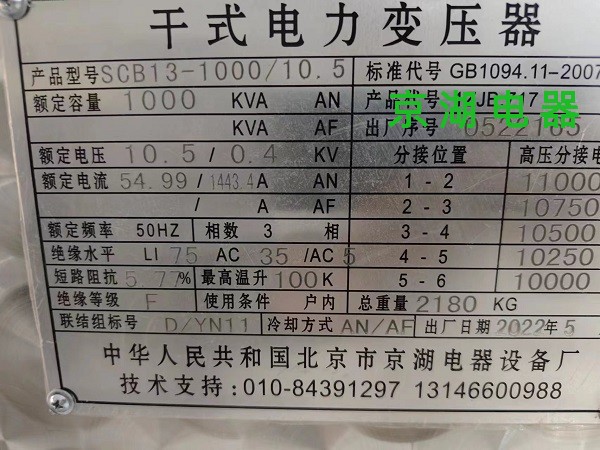 干式电力变压器
产品型号 SCB13-1000/10.5 标准代号 GB1094.11-2007
额定容量 1000 KVA AN 产品代号
京湖电器
KVA AF 出厂序号 0522165
额定电压 10.5/0.4 KV 分接位置 高压分接电
额定电流 54.99/1443.4A AN 1-2 11000
/ A AF 2-3 10750
额定频率 50HZ 相数 3 相 3-4 10500
绝缘水平 LI 75 AC 35/AC 5 4-5 10250
短路阻抗 5.77% 最高温升 100K 5-6 10000
绝缘等级 F 使用条件 户内 总重量 2180 KG
联结组标号 D/YN11 冷却方式 AN/AF 出厂日期 2022年5
中华人民共和国北京市京湖电器设备厂
技术支持:010-84391297 13146600988